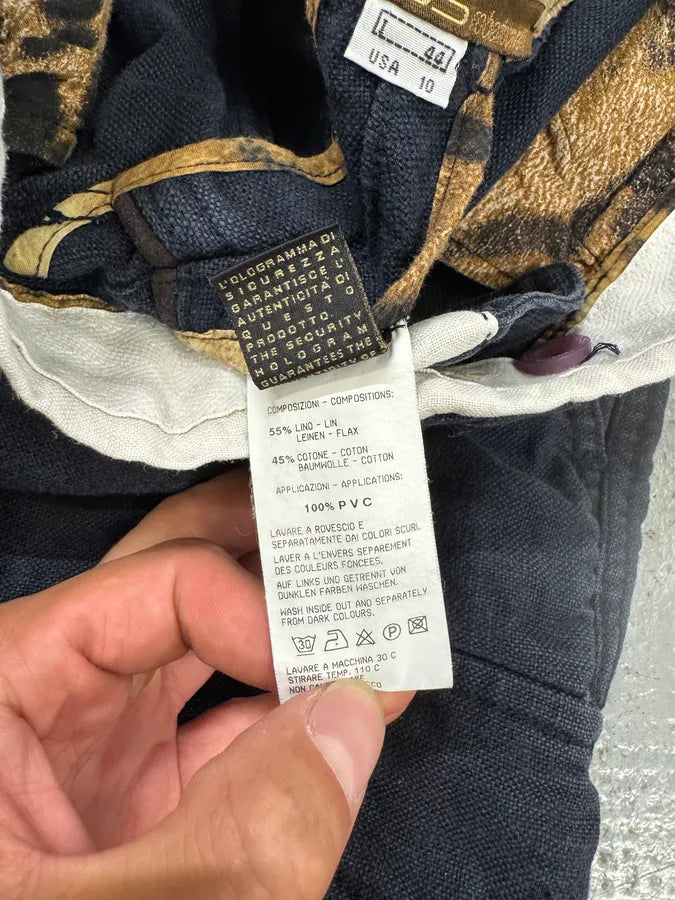 L 44
USA 10
L'OLOGRAMMA DI
SICUREZZA
GARANTISCE L'
AUTENTICITÀ DI
QUESTO
PRODOTTO
THE SECURITY
HOLOGRAM
GUARANTEES THE
COMPOSIZIONI - COMPOSITIONS:
55% LINO - LIN
LEINEN - FLAX
45% COTONE - COTON
BAUMWOLLE - COTTON
APPLICAZIONI - APPLICATIONS
100% PVC
LAVARE A ROVESCIO E
SEPARATAMENTE DAI COLORI SCURI.
LAVER A L'ENVERS SEPAREMENT
DES COULEURS FONCEES.
AUF LINKS UND GETRENNT VON
DUNKLEN FARBEN WASCHEN.
WASH INSIDE OUT AND SEPARATELY
FROM DARK COLOURS.
30 P
LAVARE A MACCHINA 30 C
STIRARE TEMP. 110 C
NON